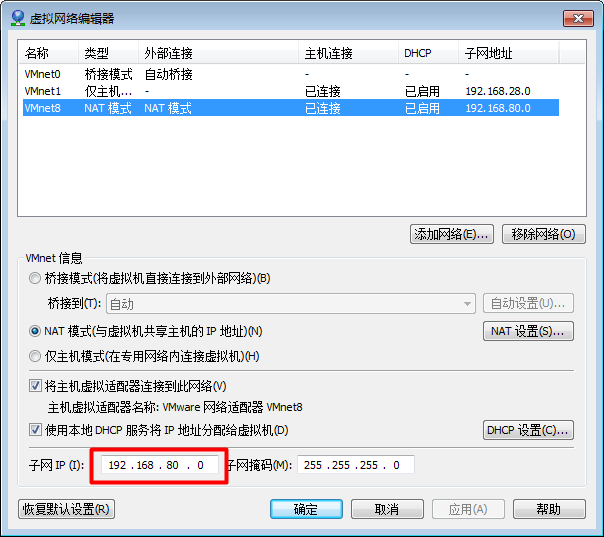 虚拟网络编辑器
名称 类型 外部连接 主机连接 DHCP 子网地址
VMnet0 桥接模式 自动桥接 - - -
VMnet1 仅主机... - 已连接 已启用 192.168.28.0
VMnet8 NAT 模式 NAT 模式 已连接 已启用 192.168.80.0
添加网络(E)... 移除网络(O)
VMnet 信息
桥接模式(将虚拟机直接连接到外部网络)(B)
桥接到(T): 自动 自动设置(U)...
NAT 模式(与虚拟机共享主机的 IP 地址)(N) NAT 设置(S)...
仅主机模式(在专用网络内连接虚拟机)(H)
将主机虚拟适配器连接到此网络(V)
主机虚拟适配器名称: VMware 网络适配器 VMnet8
使用本地 DHCP 服务将 IP 地址分配给虚拟机(D) DHCP 设置(C)...
子网 IP (I): 192 .168 . 80 . 0 子网掩码(M): 255 .255 .255 . 0
恢复默认设置(R) 确定 取消 应用(A) 帮助